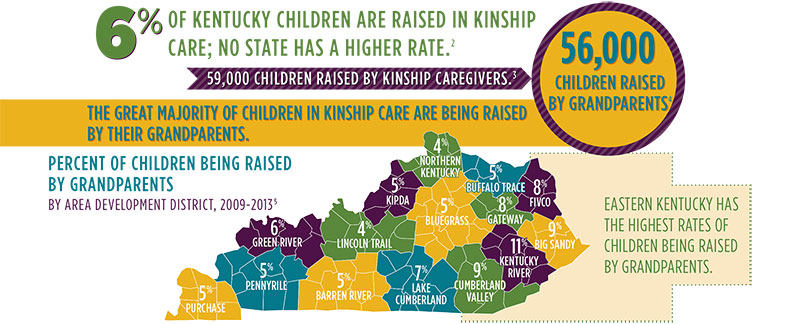 6% OF KENTUCKY CHILDREN ARE RAISED IN KINSHIP
CARE; NO STATE HAS A HIGHER RATE.²
59,000 CHILDREN RAISED BY KINSHIP CAREGIVERS.³
56,000
CHILDREN RAISED
BY GRANDPARENTS⁴
THE GREAT MAJORITY OF CHILDREN IN KINSHIP CARE ARE BEING RAISED
BY THEIR GRANDPARENTS.
PERCENT OF CHILDREN BEING RAISED
BY GRANDPARENTS
BY AREA DEVELOPMENT DISTRICT, 2009-2013⁵
4%
NORTHERN
KENTUCKY
5%
BUFFALO TRACE
8%
FIVCO
5%
KIPDA
5%
BLUEGRASS
8%
GATEWAY
9%
BIG SANDY
6%
GREEN RIVER
4%
LINCOLN TRAIL
11%
KENTUCKY
RIVER
5%
PENNYRILE
5%
BARREN RIVER
7%
LAKE
CUMBERLAND
9%
CUMBERLAND
VALLEY
5%
PURCHASE
EASTERN KENTUCKY HAS
THE HIGHEST RATES OF
CHILDREN BEING RAISED
BY GRANDPARENTS.